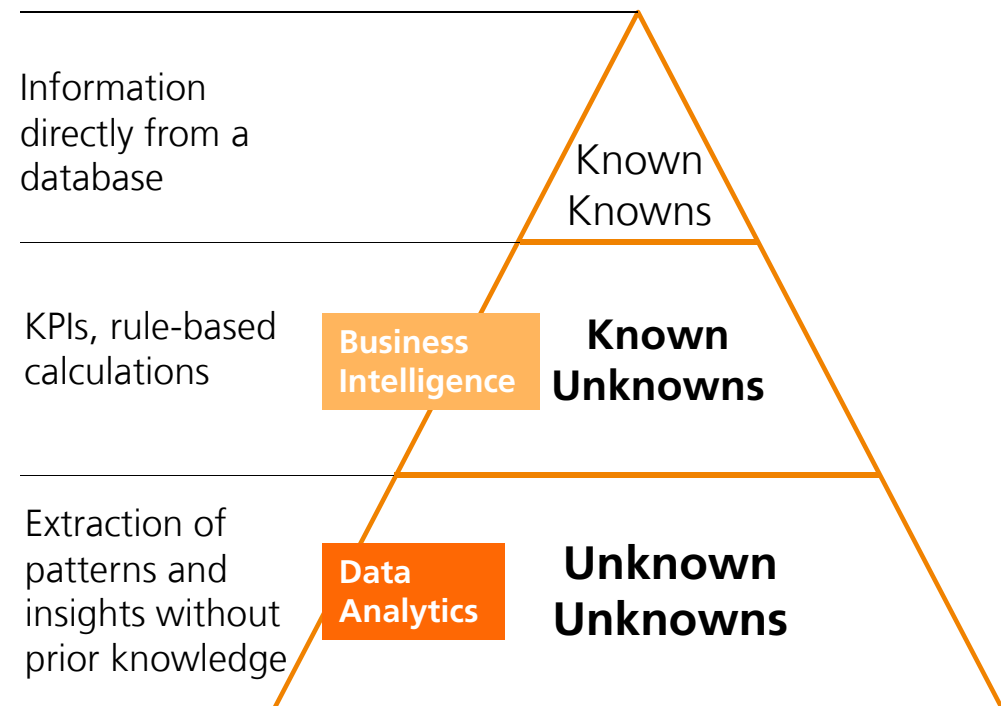 Information
directly from a
database
Known
Knowns
KPIs, rule-based
calculations
Business
Intelligence
Known
Unknowns
Extraction of
patterns and
insights without
prior knowledge
Data
Analytics
Unknown
Unknowns